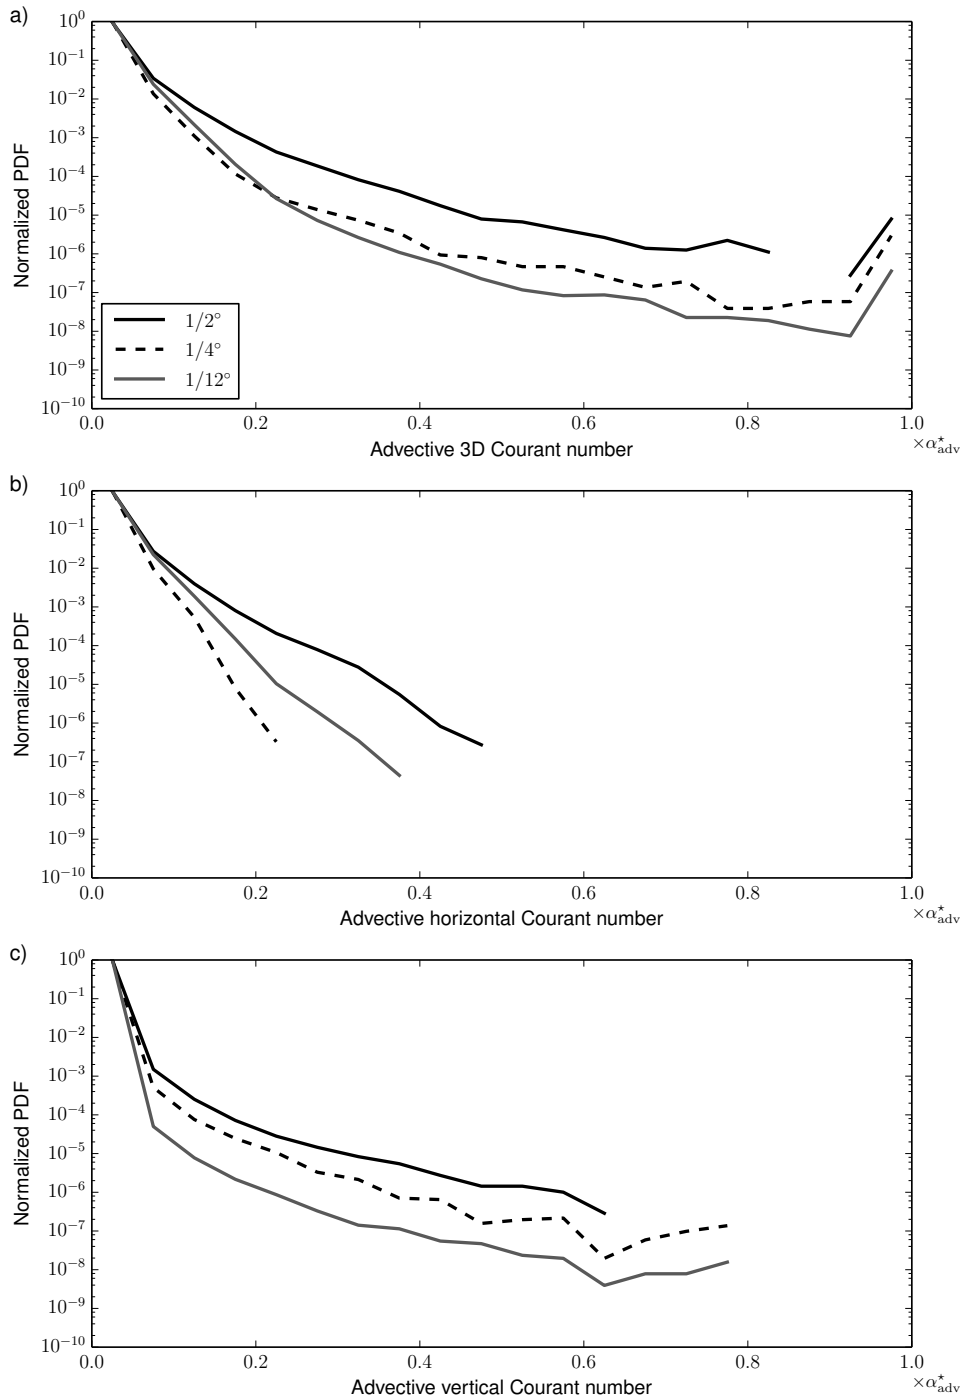 a)
Normalized PDF
10⁰
10⁻¹
10⁻²
10⁻³
10⁻⁴
10⁻⁵
10⁻⁶
10⁻⁷
10⁻⁸
10⁻⁹
10⁻¹⁰
1/2°
1/4°
1/12°
0.0 0.2 0.4 0.6 0.8 1.0
×α*adv
Advective 3D Courant number
b)
Normalized PDF
10⁰
10⁻¹
10⁻²
10⁻³
10⁻⁴
10⁻⁵
10⁻⁶
10⁻⁷
10⁻⁸
10⁻⁹
10⁻¹⁰
0.0 0.2 0.4 0.6 0.8 1.0
×α*adv
Advective horizontal Courant number
c)
Normalized PDF
10⁰
10⁻¹
10⁻²
10⁻³
10⁻⁴
10⁻⁵
10⁻⁶
10⁻⁷
10⁻⁸
10⁻⁹
10⁻¹⁰
0.0 0.2 0.4 0.6 0.8 1.0
×α*adv
Advective vertical Courant number